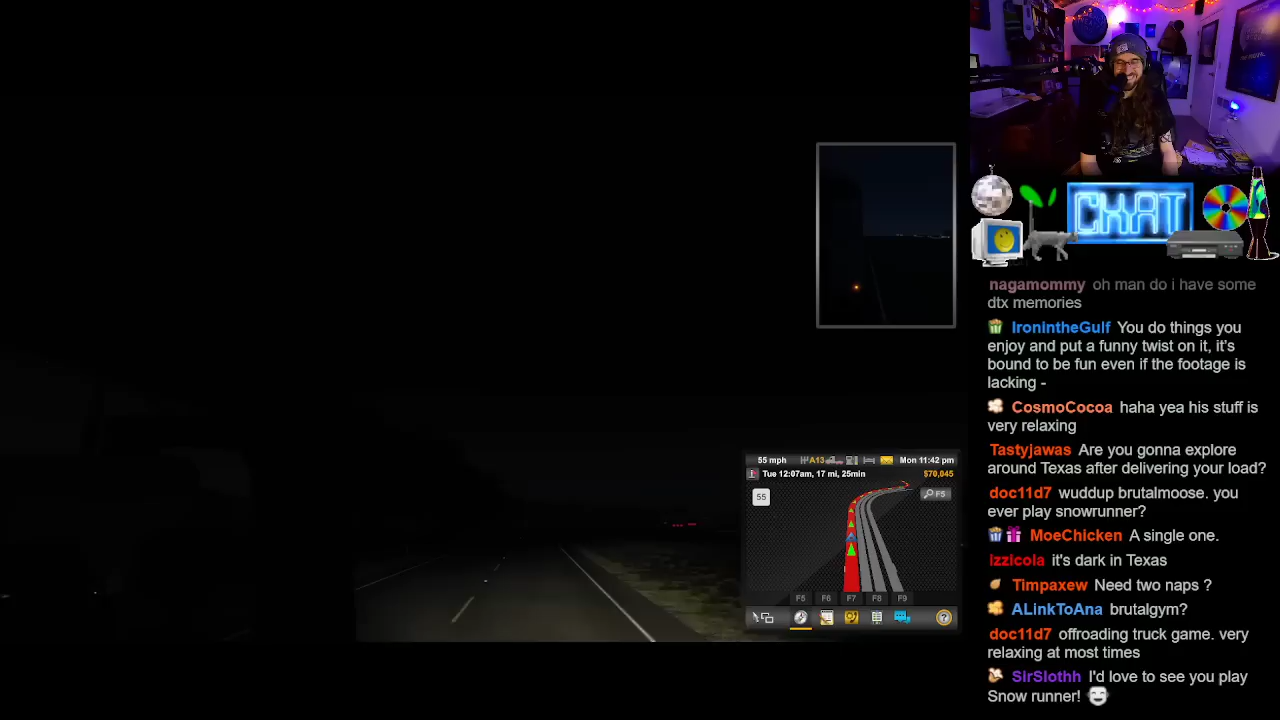 CHAT
nagamommy oh man do i have some
dtx memories
IronintheGulf You do things you
enjoy and put a funny twist on it, it's
bound to be fun even if the footage is
lacking -
CosmoCocoa haha yea his stuff is
very relaxing
Tastyjawas Are you gonna explore
around Texas after delivering your load?
doc11d7 wuddup brutalmoose. you
ever play snowrunner?
MoeChicken A single one.
izzicola it's dark in Texas
Timpaxew Need two naps ?
ALinkToAna brutalgym?
doc11d7 offroading truck game. very
relaxing at most times
SirSlothh I'd love to see you play
Snow runner!
55 mph A13 Mon 11:42 pm
Tue 12:07am, 17 mi, 25min $70,045
55 F5
F5 F6 F7 F8 F9
?